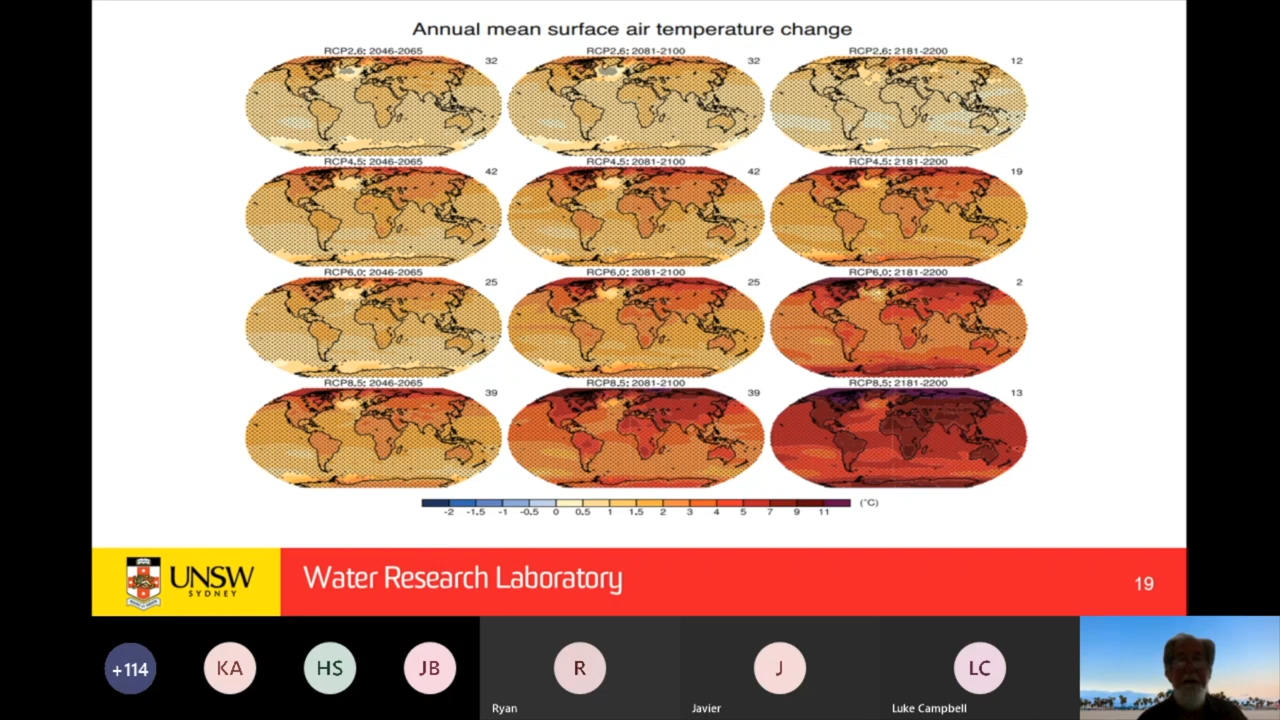 Annual mean surface air temperature change
RCP2.6: 2046-2065
32
RCP2.6: 2081-2100
32
RCP2.6: 2181-2200
12
RCP4.5: 2046-2065
42
RCP4.5: 2081-2100
42
RCP4.5: 2181-2200
19
RCP6.0: 2046-2065
25
RCP6.0: 2081-2100
25
RCP6.0: 2181-2200
2
RCP8.5: 2046-2065
39
RCP8.5: 2081-2100
39
RCP8.5: 2181-2200
13
(°C)
-2 -1.5 -1 -0.5 0 0.5 1 1.5 2 3 4 5 7 9 11
UNSW
SYDNEY
Water Research Laboratory
19
+114
KA
HS
JB
R
J
LC
Ryan
Javier
Luke Campbell